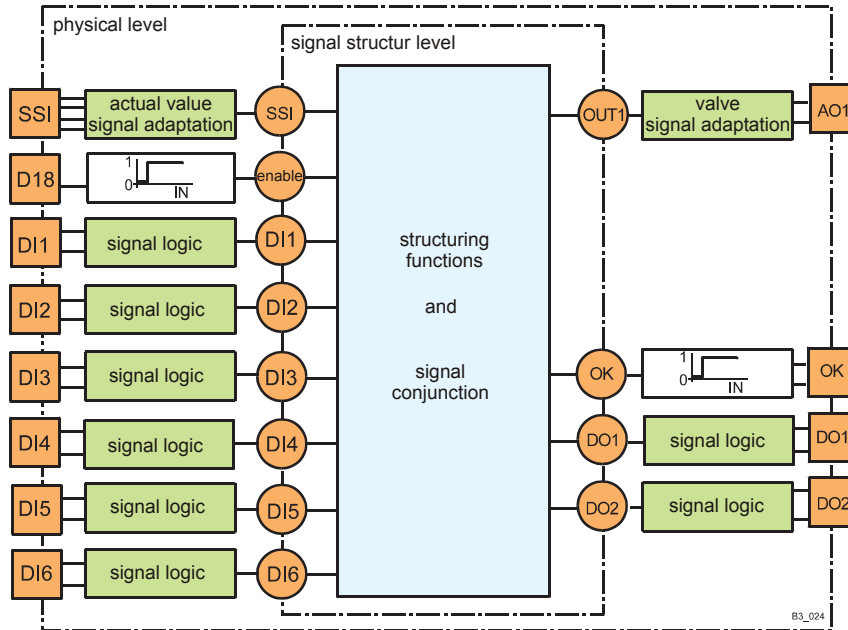 physical level
signal structur level
SSI
actual value
signal adaptation
SSI
OUT1
valve
signal adaptation
AO1
D18
1
0
IN
enable
DI1
signal logic
DI1
structuring
functions
DI2
signal logic
DI2
and
DI3
signal logic
DI3
signal
conjunction
OK
1
0
IN
OK
DI4
signal logic
DI4
DO1
signal logic
DO1
DI5
signal logic
DI5
DO2
signal logic
DO2
DI6
signal logic
DI6
B3_024